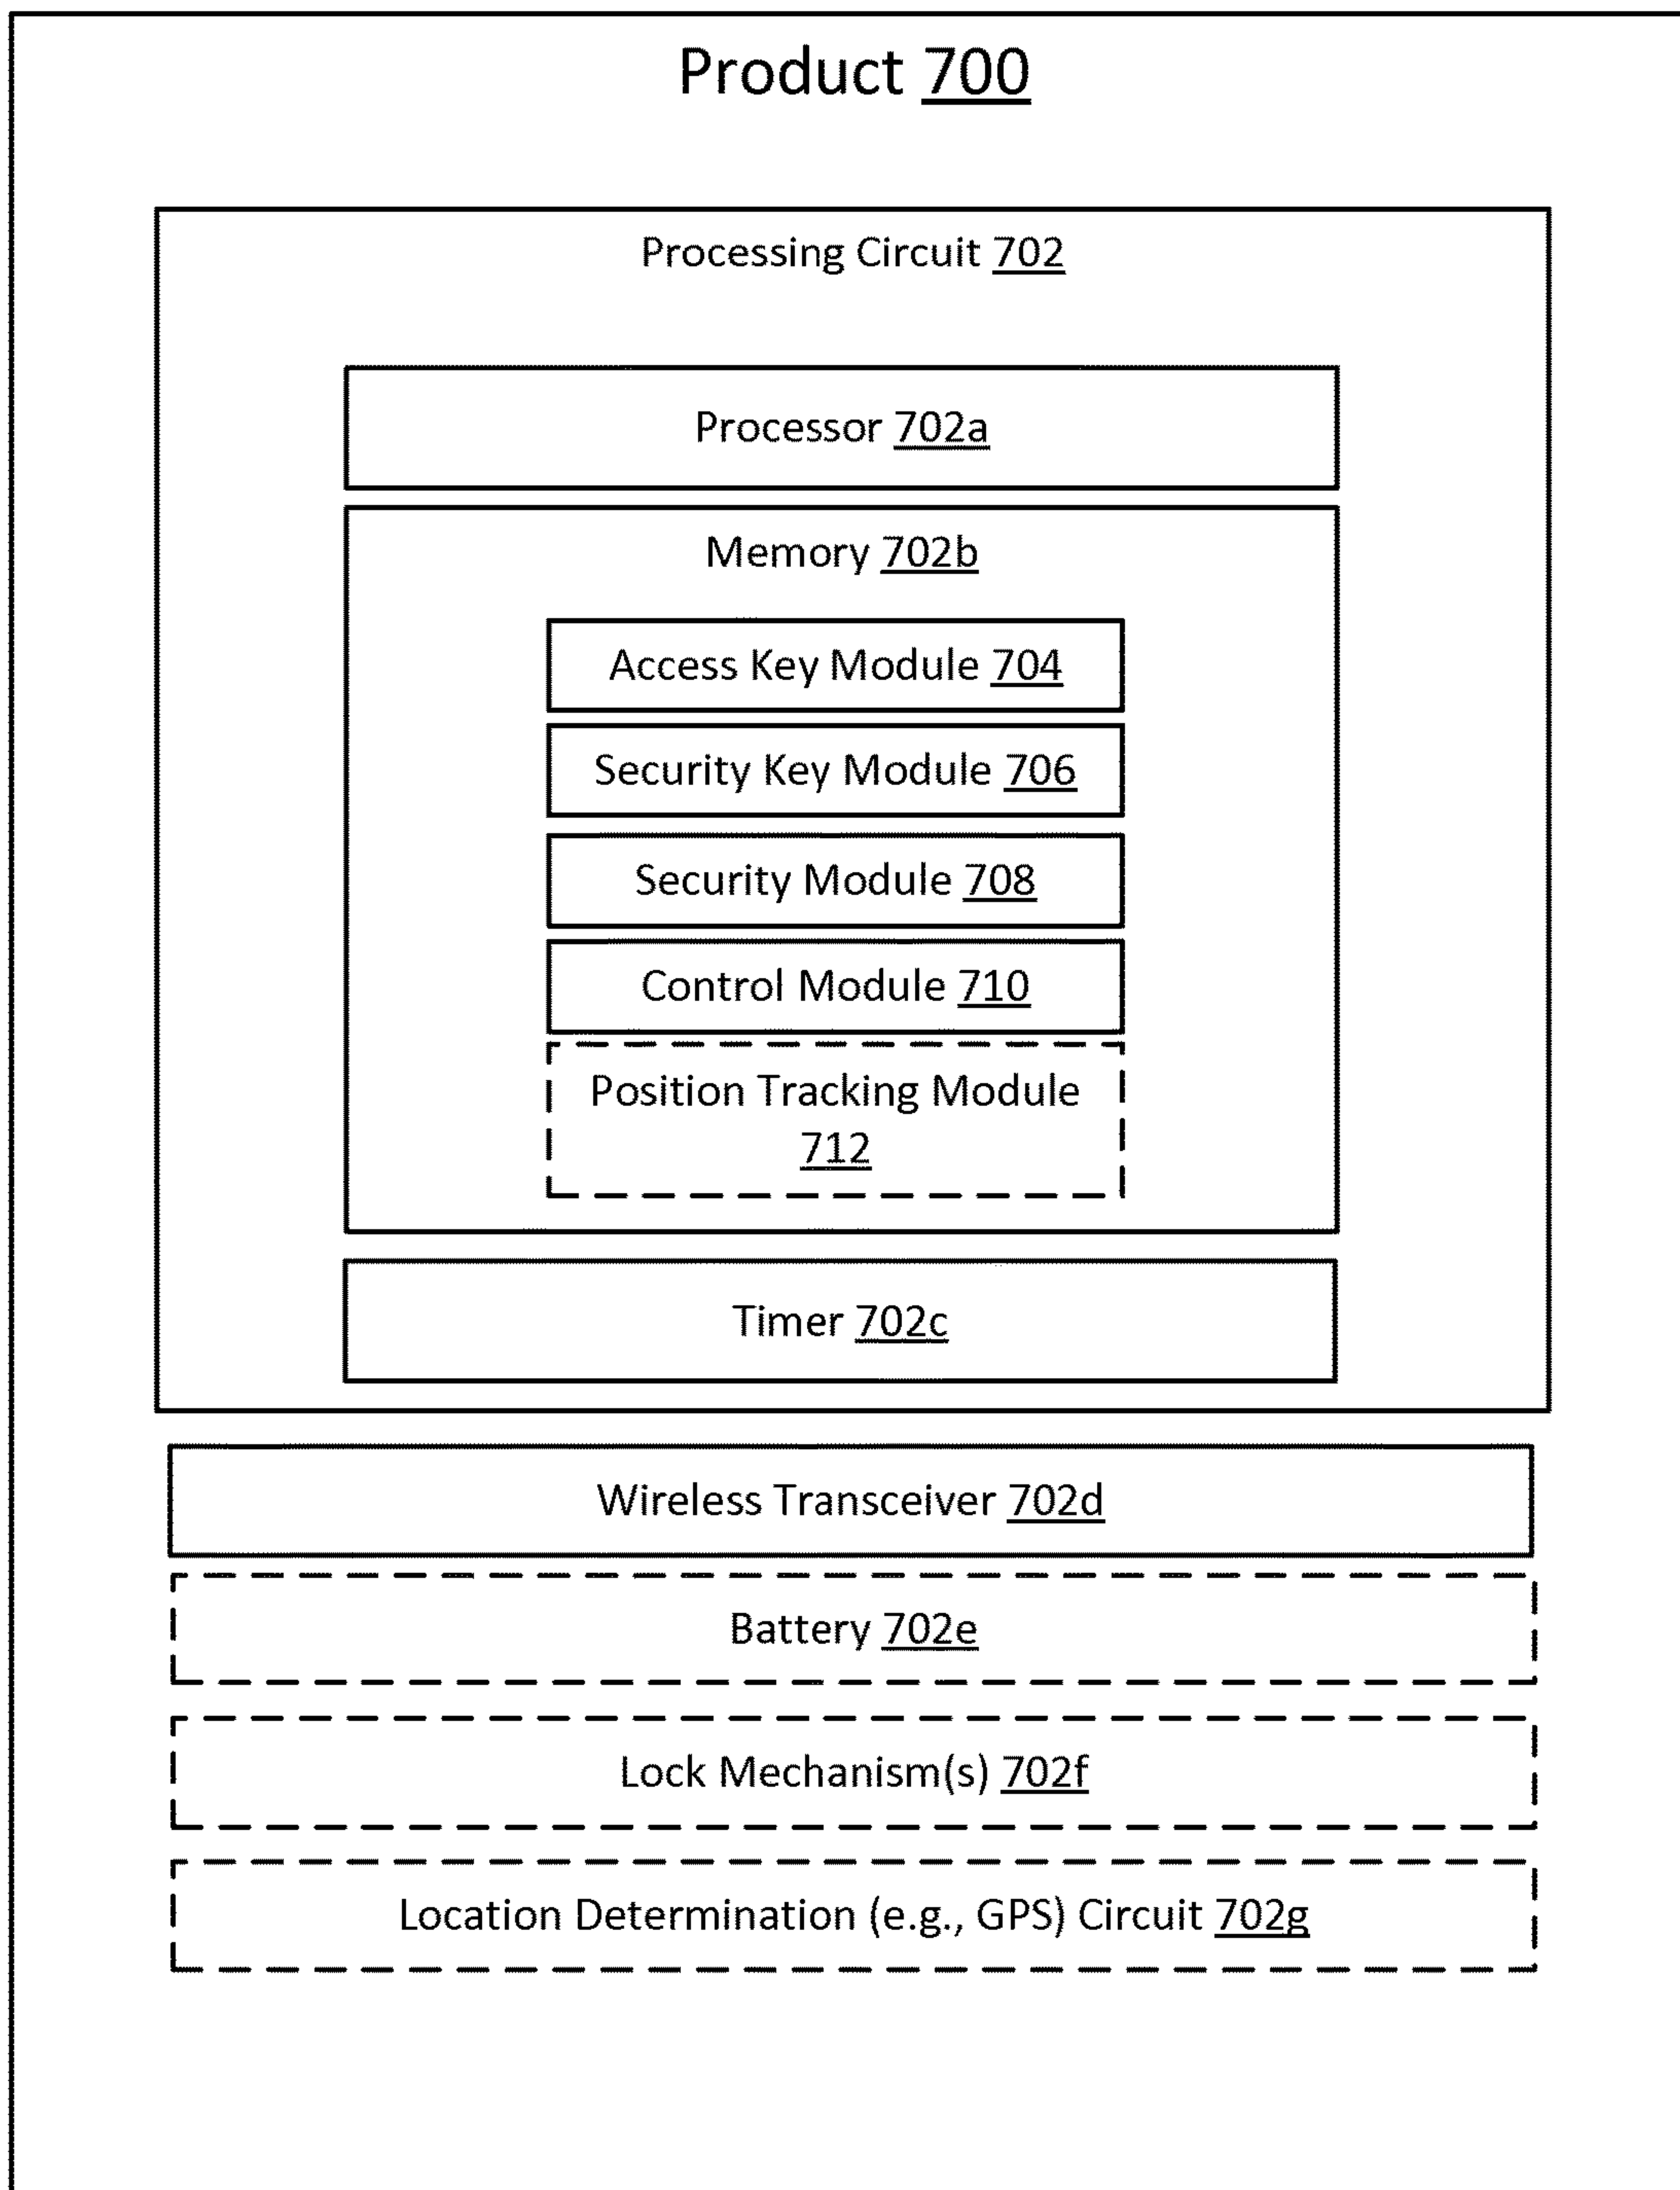 Product 700
Processing Circuit 702
Processor 702a
Memory 702b
Access Key Module 704
Security Key Module 706
Security Module 708
Control Module 710
Position Tracking Module
712
Timer 702c
Wireless Transceiver 702d
Battery 702e
Lock Mechanism(s) 702f
Location Determination (e.g., GPS) Circuit 702g